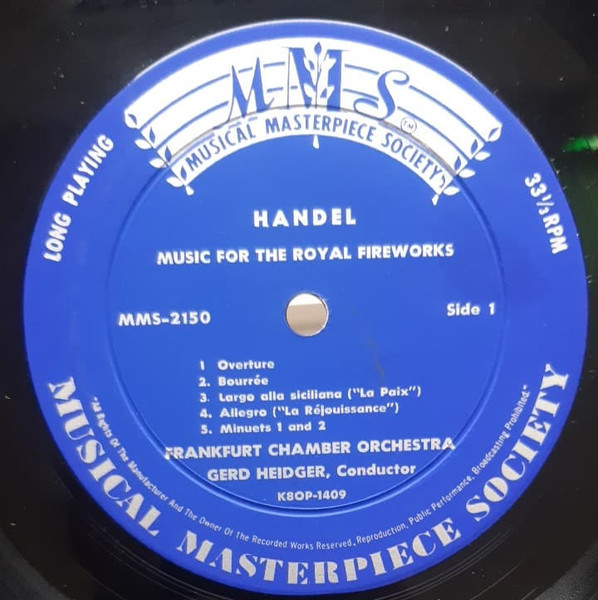 MMS
TM
MUSICAL MASTERPIECE SOCIETY
LONG PLAYING
33⅓ RPM
HANDEL
MUSIC FOR THE ROYAL FIREWORKS
MMS-2150
Side 1
1 Overture
2. Bourrée
3. Largo alla siciliana ("La Paix")
4. Allegro ("La Réjouissance")
5. Minuets 1 and 2
FRANKFURT CHAMBER ORCHESTRA
GERD HEIDGER, Conductor
K8OP-1409
"All Rights Of The Manufacturer And The Owner Of The Recorded Works Reserved, Reproduction, Public Performance, Broadcasting Prohibited."
MUSICAL MASTERPIECE SOCIETY